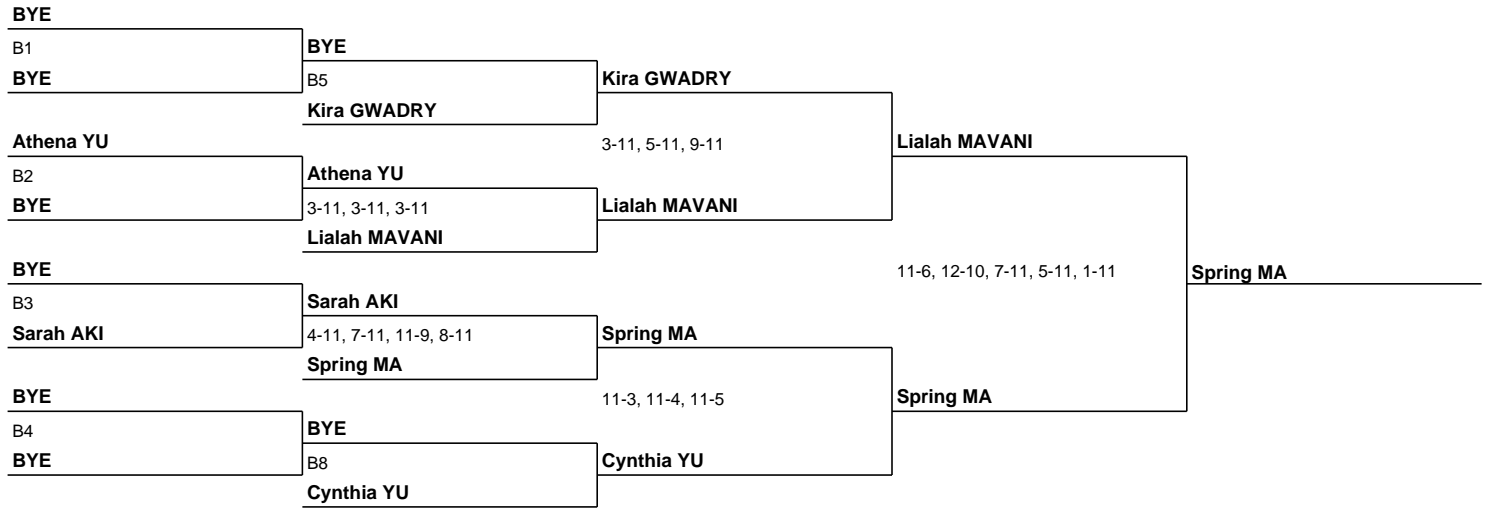 BYE
B1
BYE
BYE
B5
Kira GWADRY
Kira GWADRY
Athena YU
3-11, 5-11, 9-11
Lialah MAVANI
B2
Athena YU
BYE
3-11, 3-11, 3-11
Lialah MAVANI
Lialah MAVANI
BYE
11-6, 12-10, 7-11, 5-11, 1-11
Spring MA
B3
Sarah AKI
Sarah AKI
4-11, 7-11, 11-9, 8-11
Spring MA
Spring MA
BYE
11-3, 11-4, 11-5
Spring MA
B4
BYE
BYE
B8
Cynthia YU
Cynthia YU